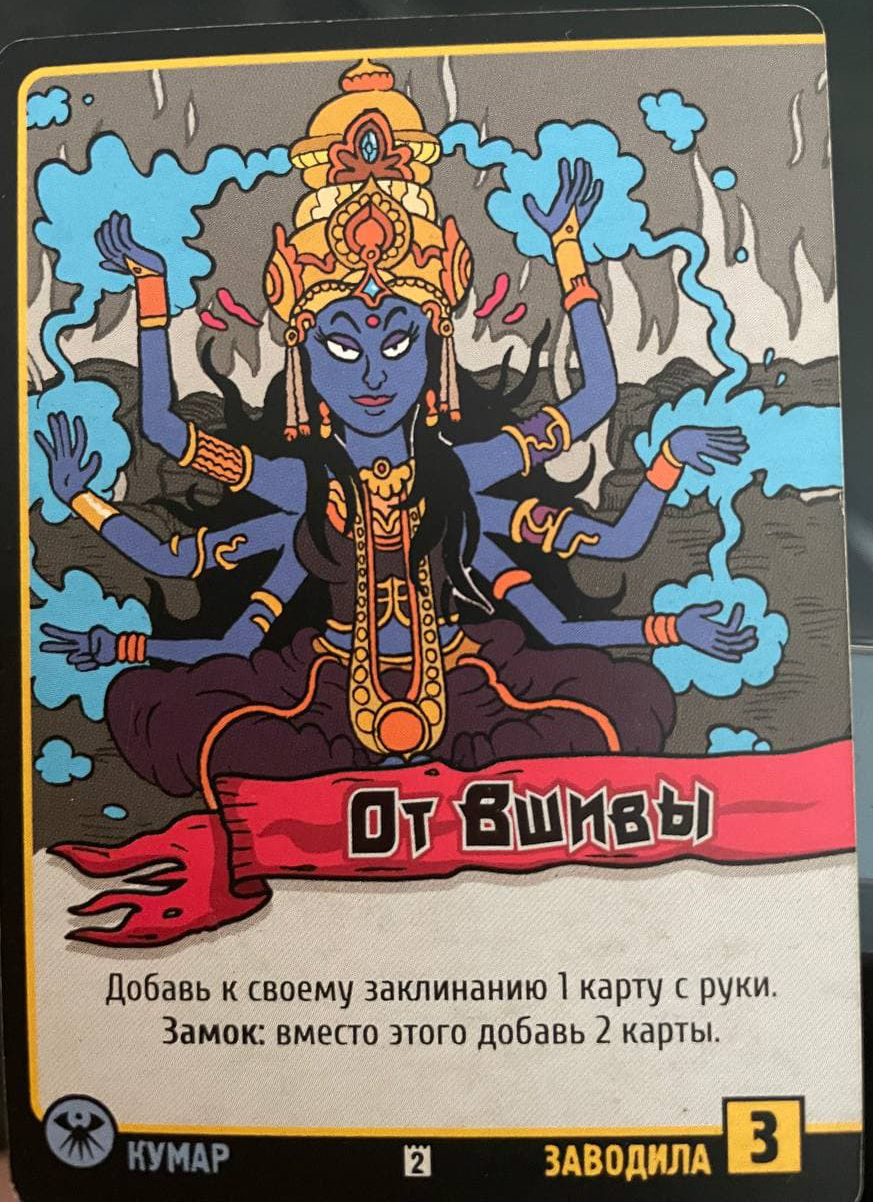 От Вшивы
Добавь к своему заклинанию 1 карту с руки.
Замок: вместо этого добавь 2 карты.
КУМАР 2 ЗАВОДИЛА 3